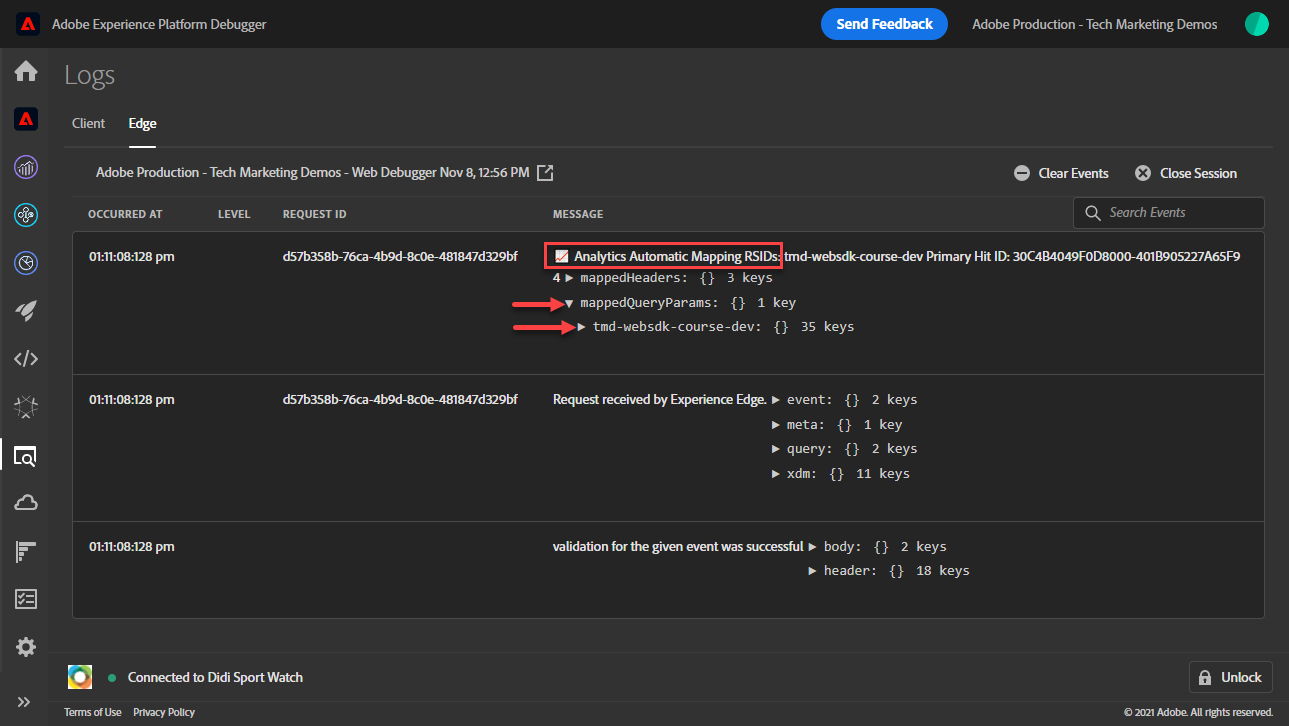 Adobe Experience Platform Debugger
Send Feedback
Adobe Production - Tech Marketing Demos
Logs
Client Edge
Adobe Production - Tech Marketing Demos - Web Debugger Nov 8, 12:56 PM
Clear Events
Close Session
OCCURRED AT LEVEL REQUEST ID MESSAGE
Search Events
01:11:08:128 pm d57b358b-76ca-4b9d-8c0e-481847d329bf Analytics Automatic Mapping RSIDs: tmd-websdk-course-dev Primary Hit ID: 30C4B4049F0D8000-401B905227A65F9
4 ▶ mappedHeaders: {} 3 keys
▼ mappedQueryParams: {} 1 key
▶ tmd-websdk-course-dev: {} 35 keys
01:11:08:128 pm d57b358b-76ca-4b9d-8c0e-481847d329bf Request received by Experience Edge. ▶ event: {} 2 keys
▶ meta: {} 1 key
▶ query: {} 2 keys
▶ xdm: {} 11 keys
01:11:08:128 pm validation for the given event was successful ▶ body: {} 2 keys
▶ header: {} 18 keys
Connected to Didi Sport Watch
Unlock
Terms of Use Privacy Policy
© 2021 Adobe. All rights reserved.